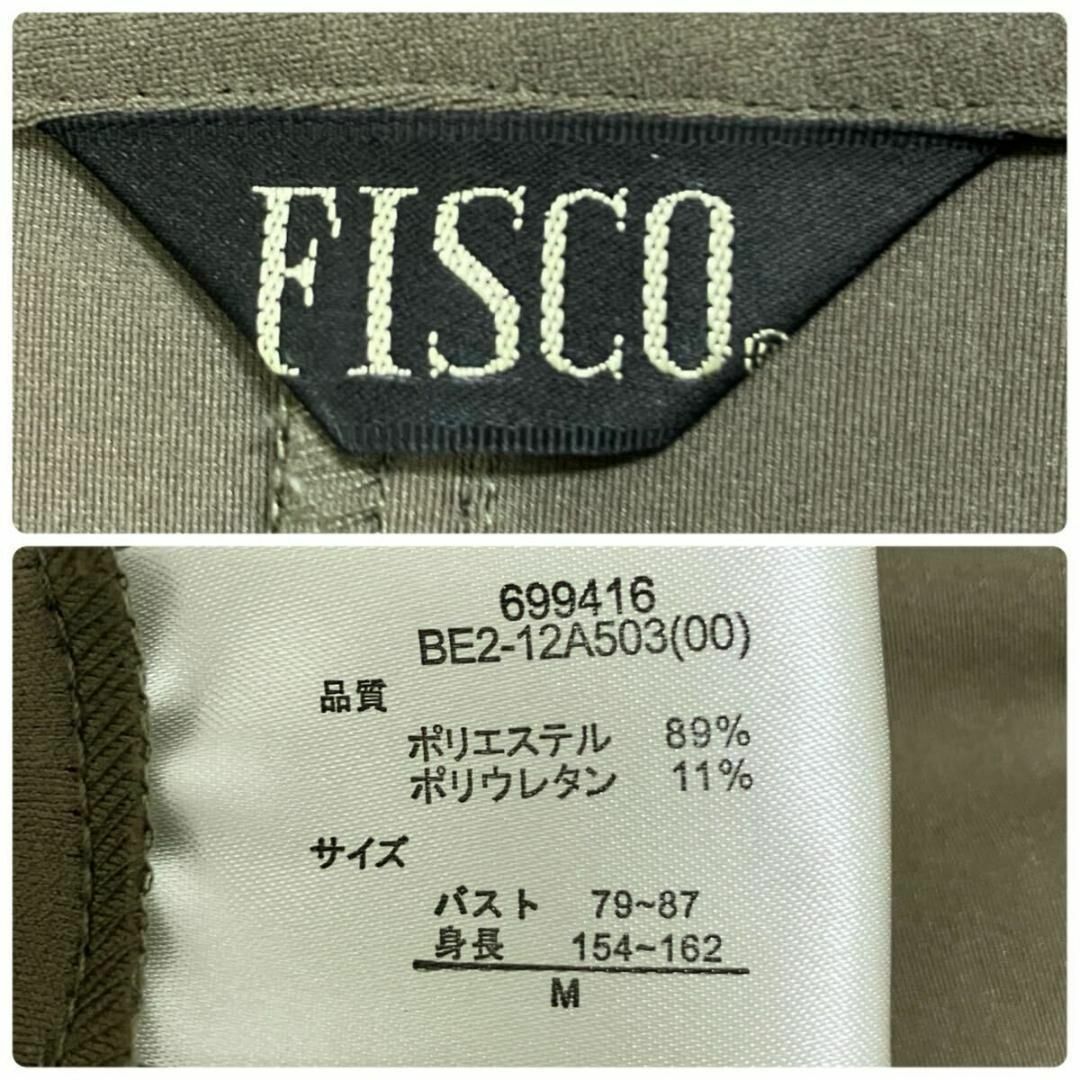 FISCO®
699416
BE2-12A503(00)
品質
ポリエステル 89%
ポリウレタン 11%
サイズ
バスト 79~87
身長 154~162
M